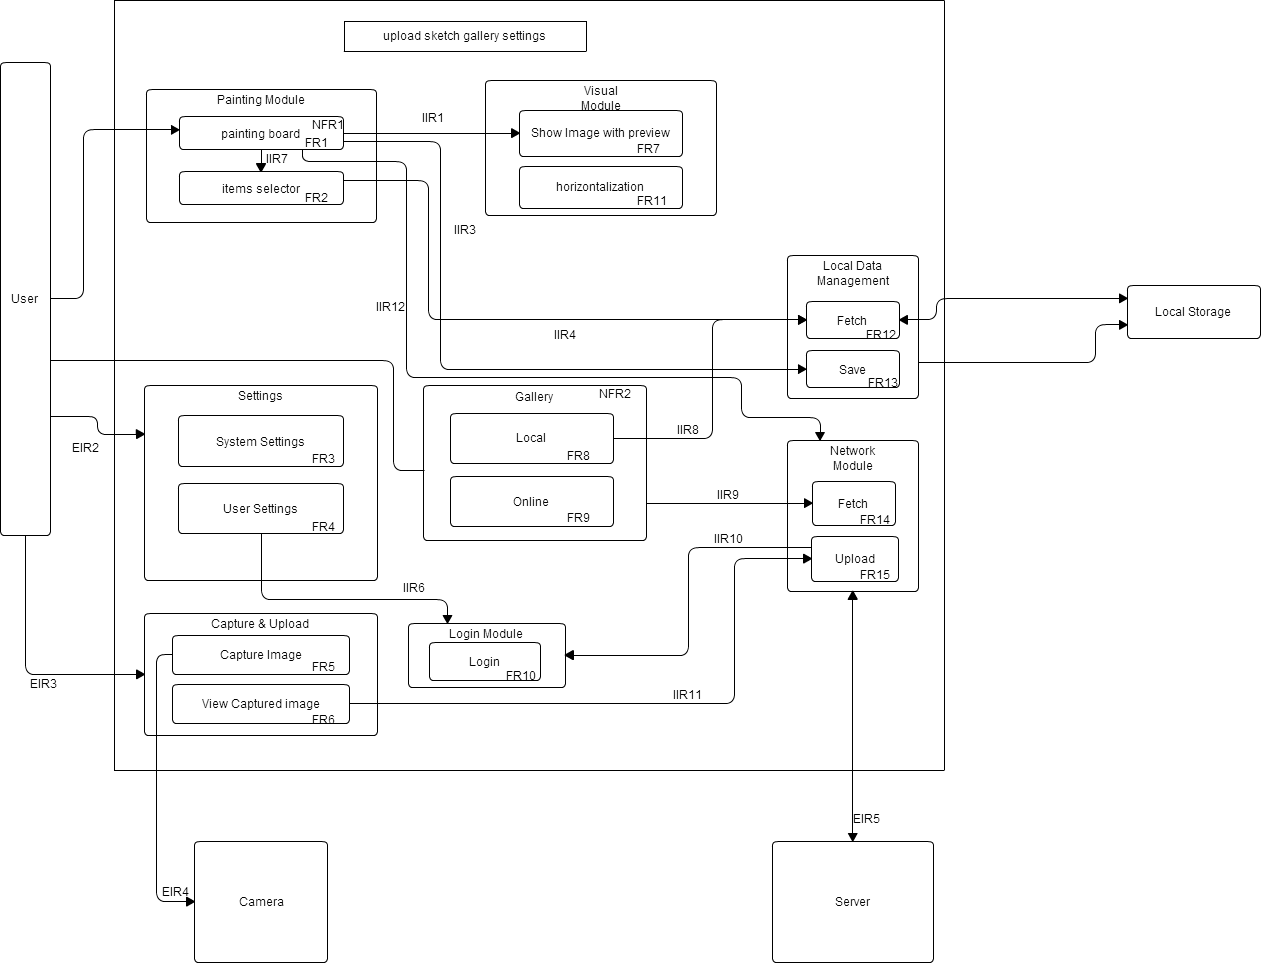 upload sketch gallery settings
User
Painting Module
painting board
NFR1
FR1
IIR7
items selector
FR2
IIR1
Visual
Module
Show Image with preview
FR7
horizontalization
FR11
IIR3
IIR12
IIR4
Local Data
Management
Fetch
FR12
Save
FR13
Local Storage
EIR2
Settings
System Settings
FR3
User Settings
FR4
Gallery
NFR2
Local
FR8
Online
FR9
IIR8
IIR9
Network
Module
Fetch
FR14
Upload
FR15
IIR10
IIR6
EIR3
Capture & Upload
Capture Image
FR5
View Captured image
FR6
Login Module
Login
FR10
IIR11
EIR5
EIR4
Camera
Server